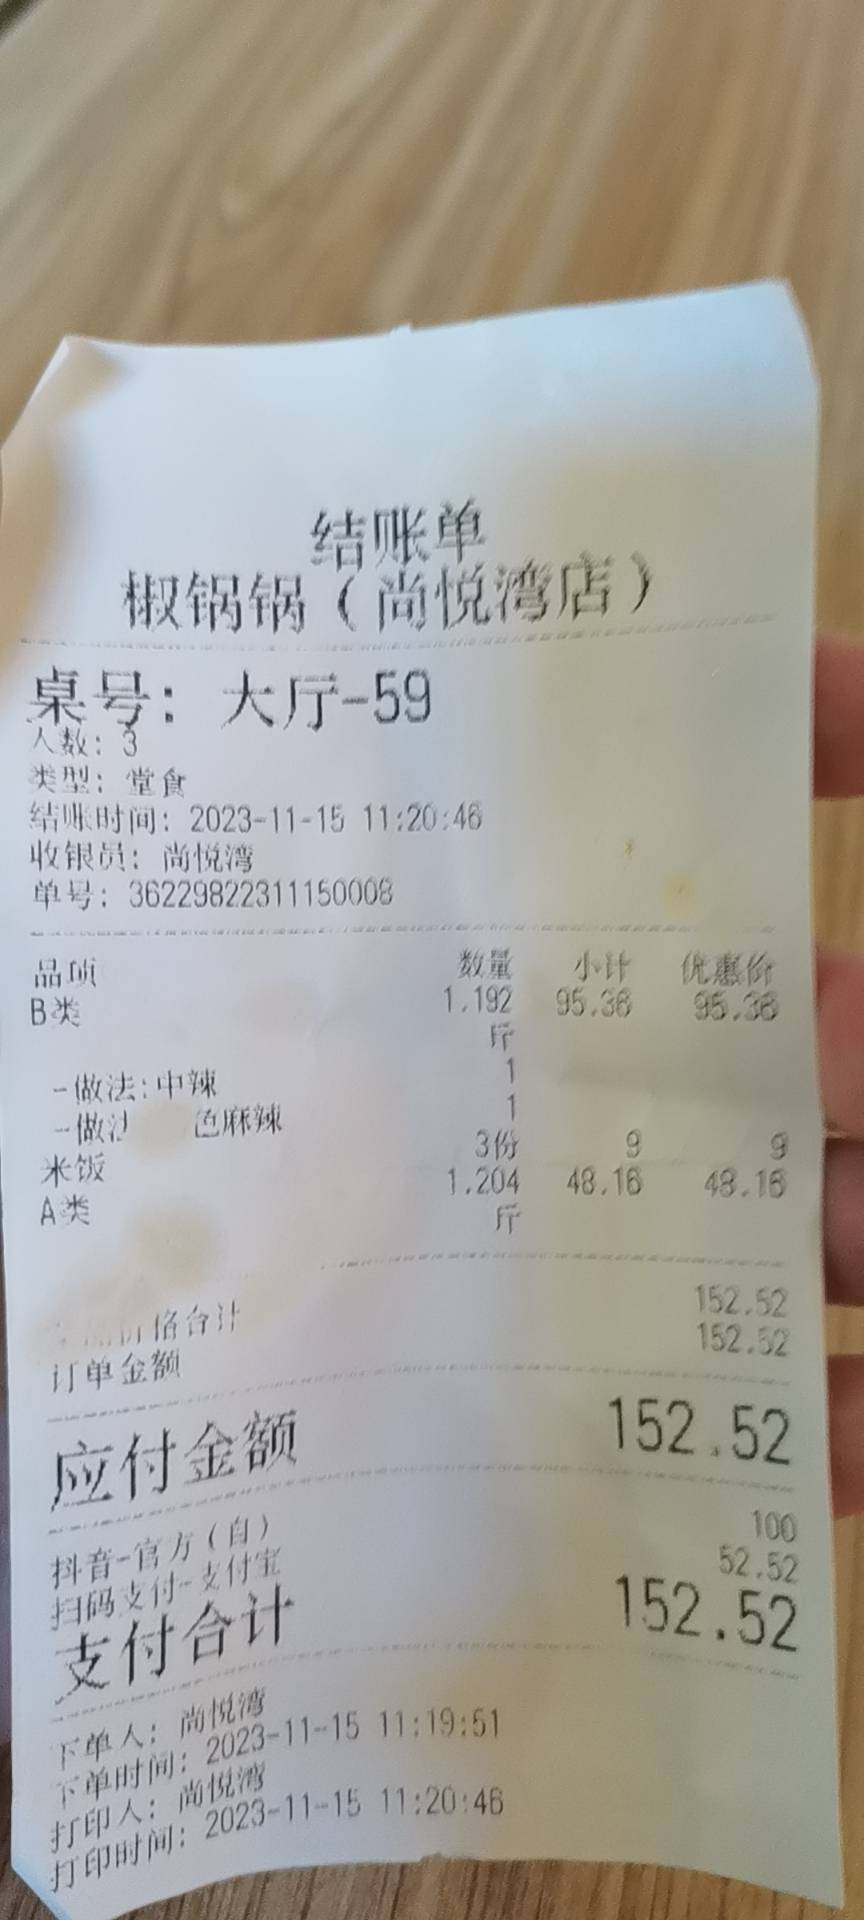 结账单
椒锅锅（尚悦湾店）
桌号：大厅-59
人数：3
类型：堂食
结账时间：2023-11-15 11:20:46
收银员：尚悦湾
单号：36229822311150008
品项 数量 小计 优惠价
B类 1.192 95.36 95.36
斤
-做法:中辣 1
-做法 色麻辣 1
米饭 3份 9 9
A类 1.204 48.16 48.16
斤
价格合计 152.52
订单金额 152.52
应付金额 152.52
抖音-官方（自） 100
扫码支付-支付宝 52.52
支付合计 152.52
下单人：尚悦湾
下单时间：2023-11-15 11:19:51
打印人：尚悦湾
打印时间：2023-11-15 11:20:46